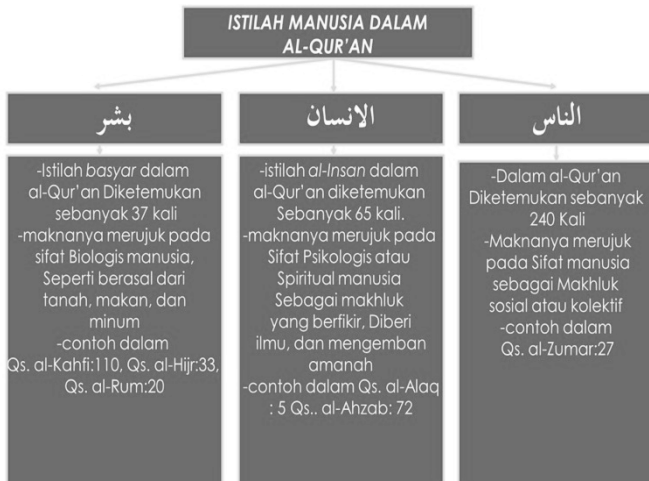 ISTILAH MANUSIA DALAM
AL-QUR'AN
بشر
-Istilah basyar dalam
al-Qur'an Diketemukan
sebanyak 37 kali
-maknanya merujuk pada
sifat Biologis manusia,
Seperti berasal dari
tanah, makan, dan
minum
-contoh dalam
Qs. al-Kahfi:110, Qs. al-Hijr:33,
Qs. al-Rum:20
الانسان
-istilah al-Insan dalam
al-Qur'an diketemukan
Sebanyak 65 kali.
-maknanya merujuk pada
Sifat Psikologis atau
Spiritual manusia
Sebagai makhluk
yang berfikir, Diberi
ilmu, dan mengemban
amanah
-contoh dalam Qs. al-Alaq
: 5 Qs.. al-Ahzab: 72
الناس
-Dalam al-Qur'an
Diketemukan sebanyak
240 Kali
-Maknanya merujuk
pada Sifat manusia
sebagai Makhluk
sosial atau kolektif
-contoh dalam
Qs. al-Zumar:27